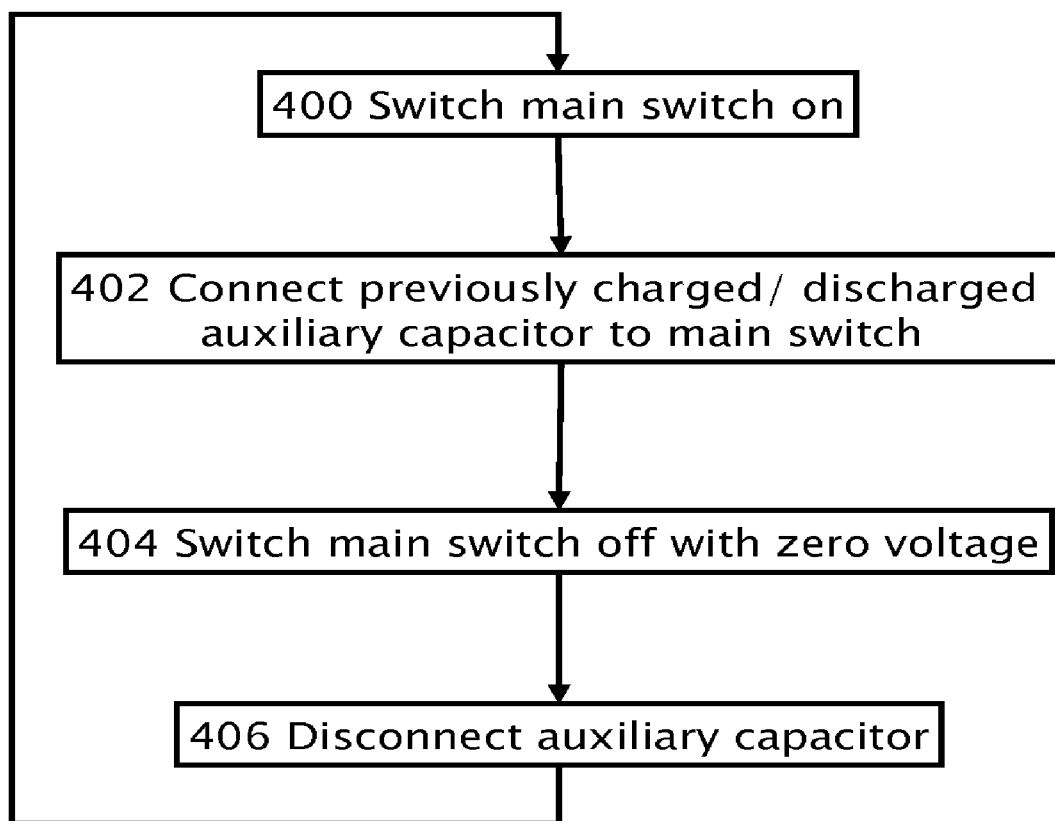 400 Switch main switch on
402 Connect previously charged/ discharged
auxiliary capacitor to main switch
404 Switch main switch off with zero voltage
406 Disconnect auxiliary capacitor